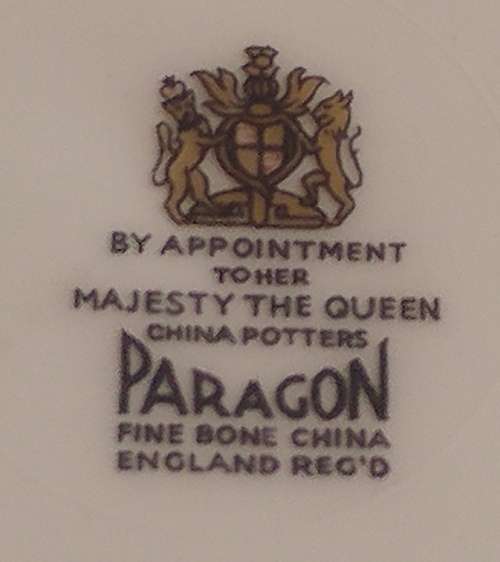 BY APPOINTMENT
TO HER
MAJESTY THE QUEEN
CHINA POTTERS
PARAGON
FINE BONE CHINA
ENGLAND REG'D